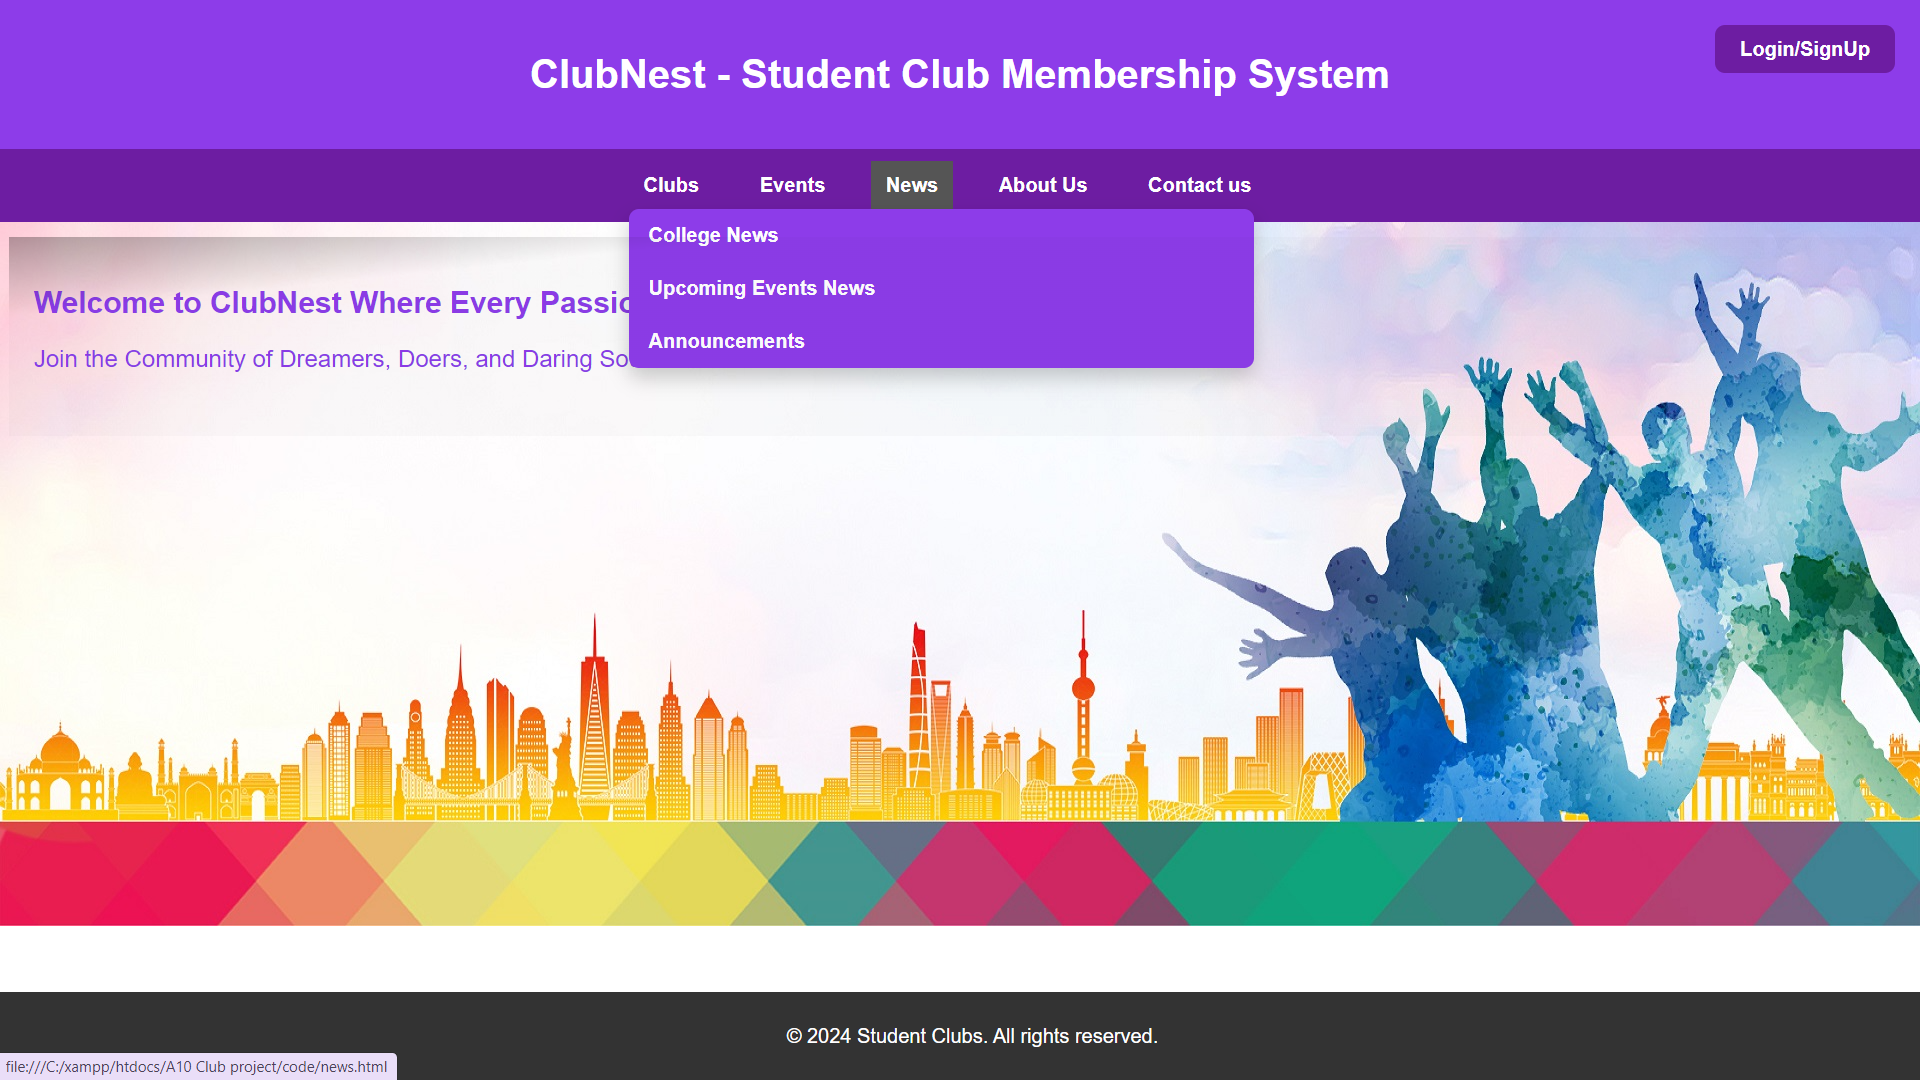 ClubNest - Student Club Membership System
Login/SignUp
Clubs Events News About Us Contact us
College News
Upcoming Events News
Announcements
Welcome to ClubNest Where Every
Join the Community of Dreamers, Doers, and Daring
© 2024 Student Clubs. All rights reserved.
file:///C:/xampp/htdocs/A10 Club project/code/news.html